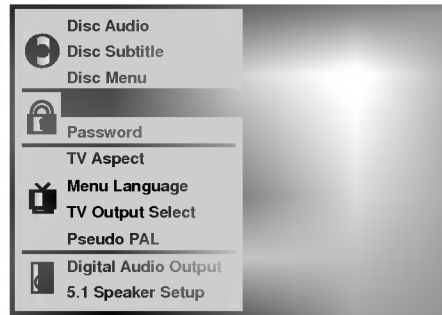 Disc Audio
Disc Subtitle
Disc Menu
Password
TV Aspect
Menu Language
TV Output Select
Pseudo PAL
Digital Audio Output
5.1 Speaker Setup